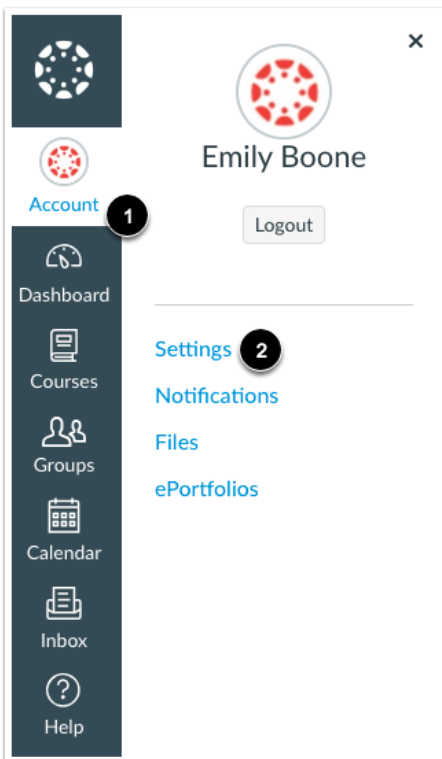 ×
Emily Boone
Logout
Account
1
Dashboard
Courses
Groups
Calendar
Inbox
Help
Settings
2
Notifications
Files
ePortfolios